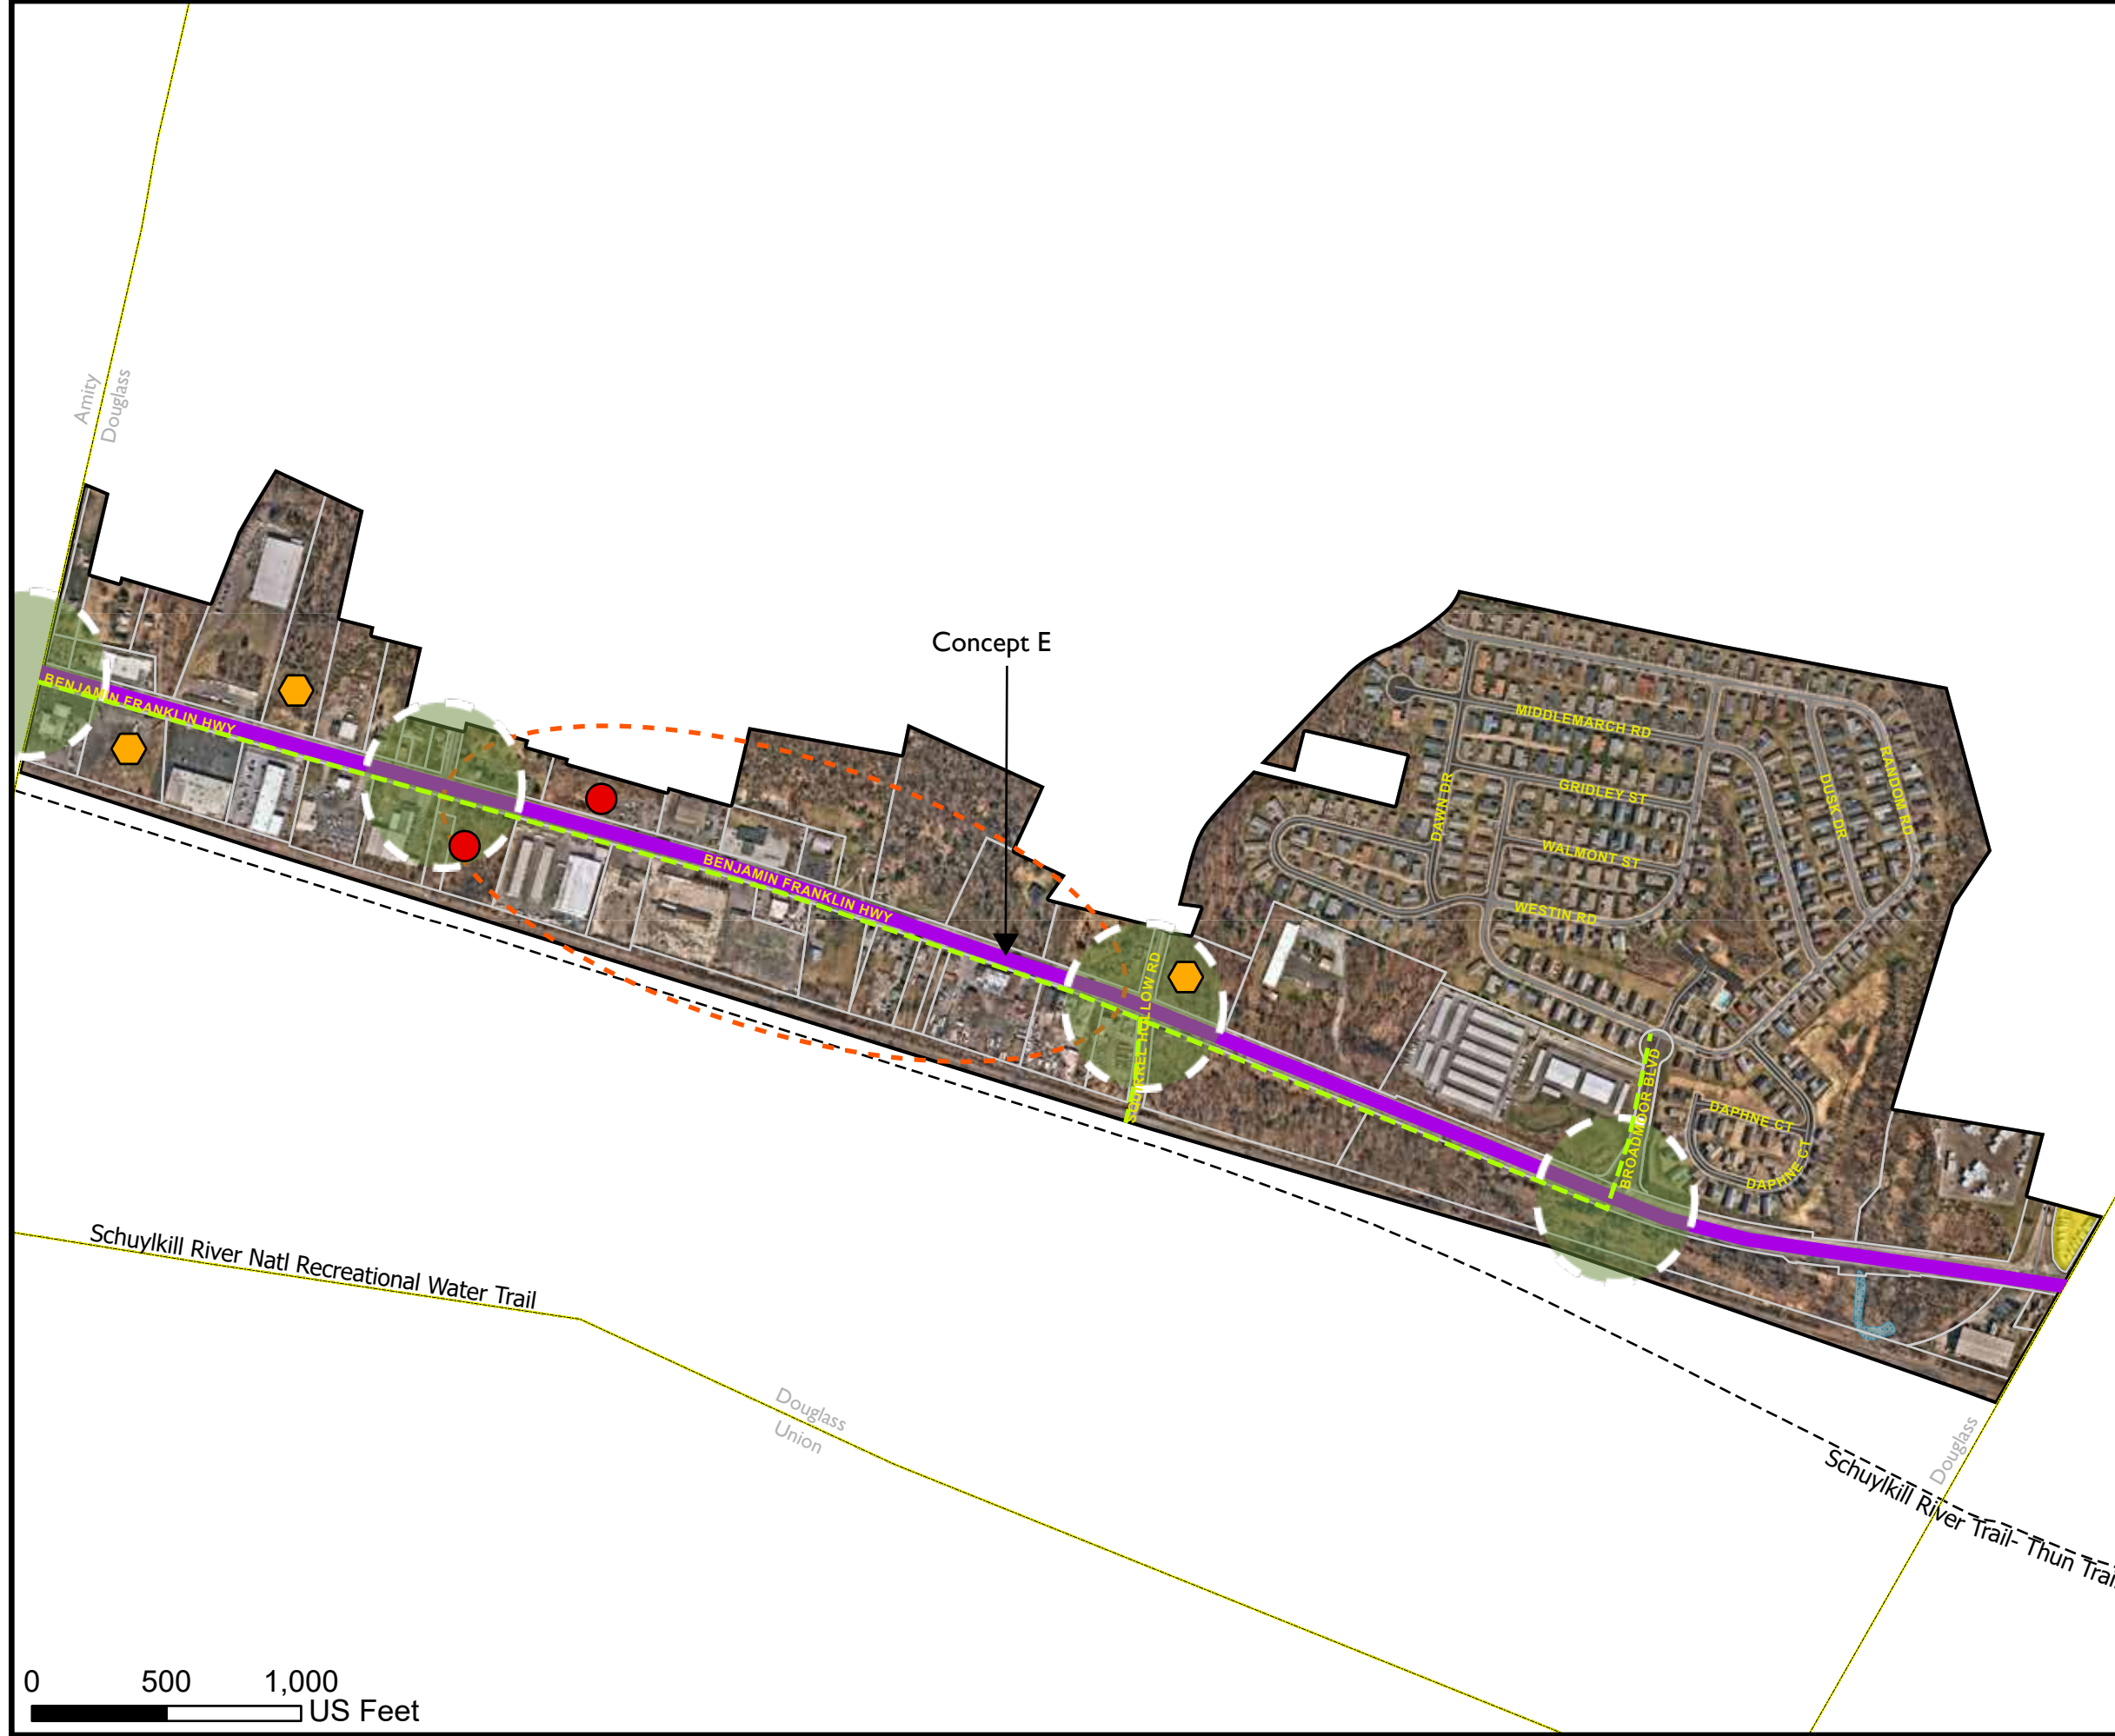 Amity
Douglass
Concept E
BENJAMIN FRANKLIN HWY
BENJAMIN FRANKLIN HWY
MIDDLEMARCH RD
GRIDLEY ST
DAWN DR
WALMONT ST
WESTIN RD
DUSK DR
RANDOM RD
SQUIRREL HOLLOW RD
BROADMOOR BLVD
DAPHNE CT
DAPHNE CT
Schuylkill River Natl Recreational Water Trail
Douglass
Union
Douglass
Schuylkill River Trail- Thun Trail
0 500 1,000
US Feet